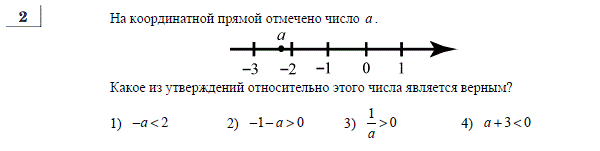 2
На координатной прямой отмечено число a.
a
−3 −2 −1 0 1
Какое из утверждений относительно этого числа является верным?
1) −a<2 2) −1−a>0 3) 1/a>0 4) a+3<0